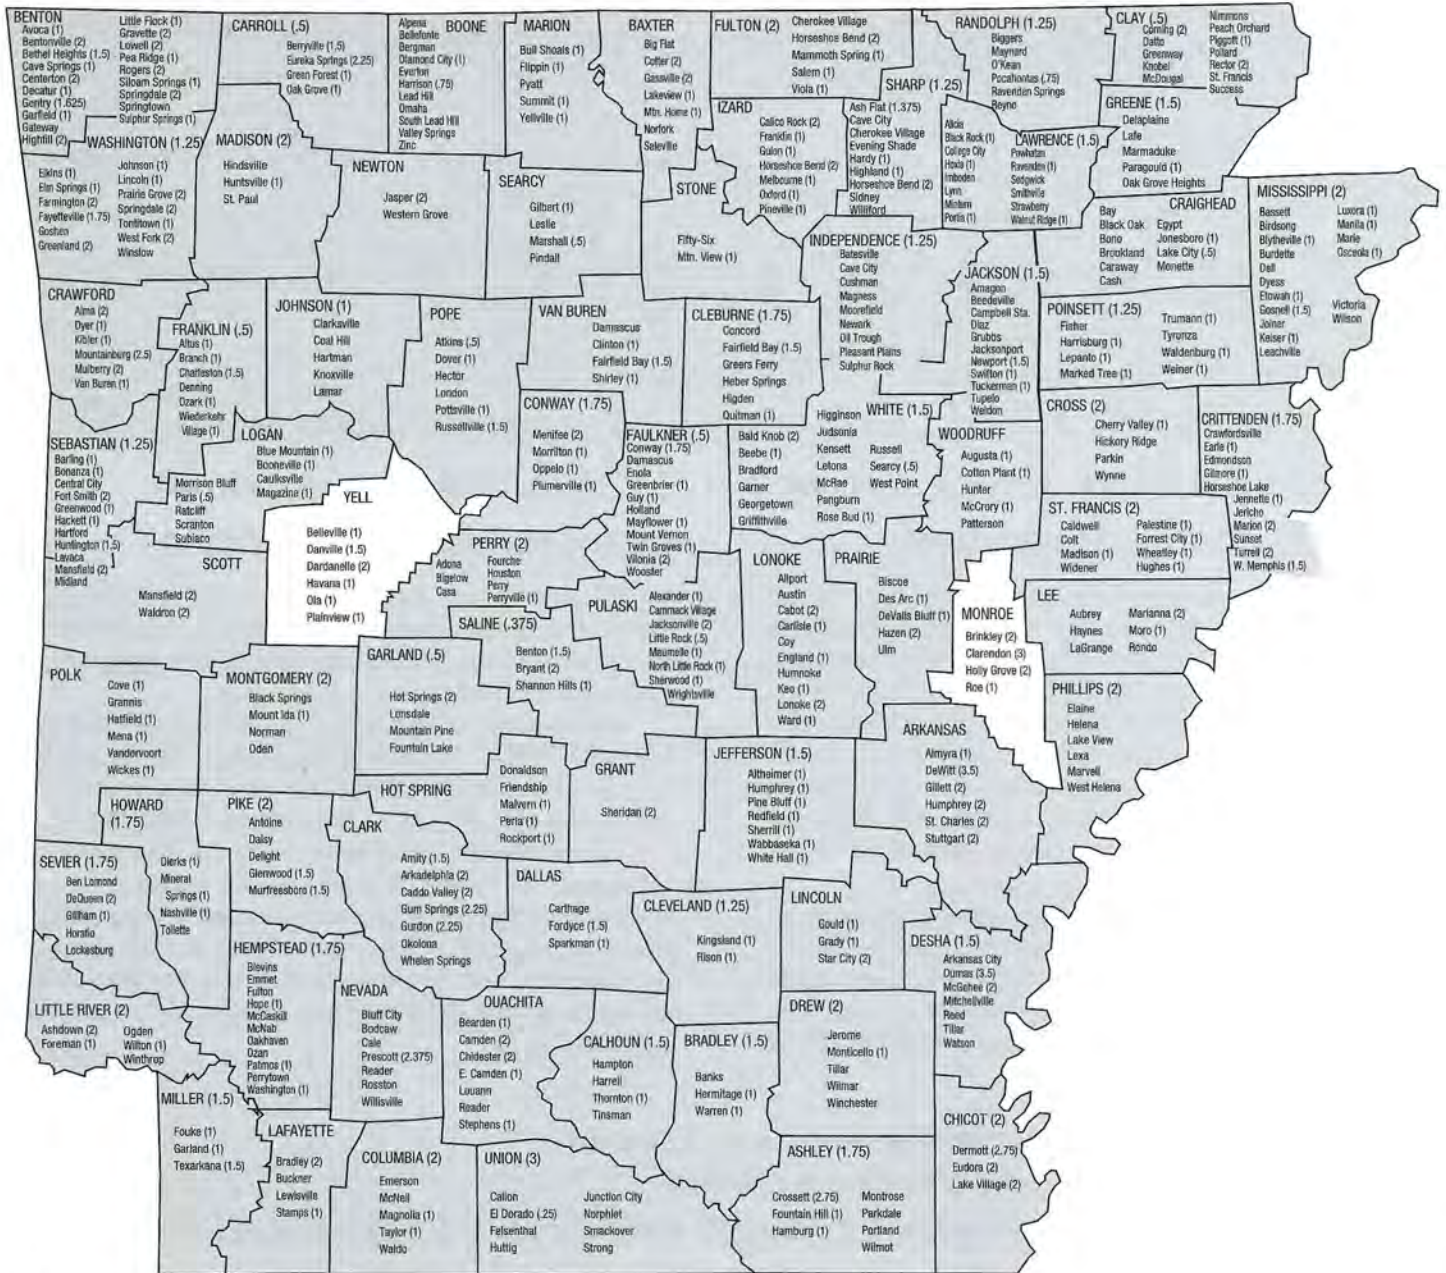 BENTON
Avoca (1)
Bentonville (2)
Bethel Heights (1.5)
Cave Springs (1)
Centerton (2)
Decatur (1)
Gentry (1.625)
Garfield (1)
Gateway
Highfill (2)
Little Flock (1)
Gravette (2)
Lowell (2)
Pea Ridge (1)
Rogers (2)
Siloam Springs (1)
Springdale (2)
Springtown
Sulphur Springs (1)
CARROLL (.5)
Berryville (1.5)
Eureka Springs (2.25)
Green Forest (1)
Oak Grove (1)
BOONE
Alpena
Bellefonte
Bergman
Diamond City (1)
Everton
Harrison (.75)
Lead Hill
Omaha
South Lead Hill
Valley Springs
Zinc
MARION
Bull Shoals (1)
Flippin (1)
Pyatt
Summit (1)
Yellville (1)
BAXTER
Big Flat
Cotter (2)
Gassville (2)
Lakeview (1)
Mtn. Home (1)
Norfork
Salesville
FULTON (2)
Cherokee Village
Horseshoe Bend (2)
Mammoth Spring (1)
Salem (1)
Viola (1)
SHARP (1.25)
Ash Flat (1.375)
Cave City
Cherokee Village
Evening Shade
Hardy (1)
Highland (1)
Horseshoe Bend (2)
Sidney
Williford
RANDOLPH (1.25)
Biggers
Maynard
O'Kean
Pocahontas (.75)
Ravenden Springs
Reyno
CLAY (.5)
Corning (2)
Datto
Greenway
Knobel
McDougal
Nimmons
Peach Orchard
Piggott (1)
Pollard
Rector (2)
St. Francis
Success
GREENE (1.5)
Delaplaine
Lafe
Marmaduke
Paragould (1)
Oak Grove Heights
LAWRENCE (1.5)
Alicia
Black Rock (1)
College City
Hoxie (1)
Imboden
Lynn
Minturn
Portia (1)
Powhatan
Ravenden (1)
Sedgwick
Smithville
Strawberry
Walnut Ridge (1)
IZARD
Calico Rock (2)
Franklin (1)
Guion (1)
Horseshoe Bend (2)
Melbourne (1)
Oxford (1)
Pineville (1)
WASHINGTON (1.25)
Elkins (1)
Elm Springs (1)
Farmington (2)
Fayetteville (1.75)
Goshen
Greenland (2)
Johnson (1)
Lincoln (1)
Prairie Grove (2)
Springdale (2)
Tontitown (1)
West Fork (2)
Winslow
MADISON (2)
Hindsville
Huntsville (1)
St. Paul
NEWTON
Jasper (2)
Western Grove
SEARCY
Gilbert (1)
Leslie
Marshall (.5)
Pindall
STONE
Fifty-Six
Mtn. View (1)
INDEPENDENCE (1.25)
Batesville
Cave City
Cushman
Magness
Moorefield
Newark
Oil Trough
Pleasant Plains
Sulphur Rock
JACKSON (1.5)
Amagon
Beedeville
Campbell Sta.
Diaz
Grubbs
Jacksonport
Newport (1.5)
Swifton (1)
Tuckerman (1)
Tupelo
Weldon
CRAIGHEAD
Bay
Black Oak
Bono
Brookland
Caraway
Cash
Egypt
Jonesboro (1)
Lake City (.5)
Monette
MISSISSIPPI (2)
Bassett
Birdsong
Blytheville (1)
Burdette
Dell
Dyess
Etowah (1)
Gosnell (1.5)
Joiner
Keiser (1)
Leachville
Luxora (1)
Manila (1)
Marie
Osceola (1)
Victoria
Wilson
CRAWFORD
Alma (2)
Dyer (1)
Kibler (1)
Mountainburg (2.5)
Mulberry (2)
Van Buren (1)
FRANKLIN (.5)
Altus (1)
Branch (1)
Charleston (1.5)
Denning
Ozark (1)
Wiederkehr
Village (1)
JOHNSON (1)
Clarksville
Coal Hill
Hartman
Knoxville
Lamar
POPE
Atkins (.5)
Dover (1)
Hector
London
Pottsville (1)
Russellville (1.5)
VAN BUREN
Damascus
Clinton (1)
Fairfield Bay (1.5)
Shirley (1)
CLEBURNE (1.75)
Concord
Fairfield Bay (1.5)
Greers Ferry
Heber Springs
Higden
Quitman (1)
POINSETT (1.25)
Fisher
Harrisburg (1)
Lepanto (1)
Marked Tree (1)
Trumann (1)
Tyronza
Waldenburg (1)
Weiner (1)
SEBASTIAN (1.25)
Barling (1)
Bonanza (1)
Central City
Fort Smith (2)
Greenwood (1)
Hackett (1)
Hartford
Huntington (1.5)
Lavaca
Mansfield (2)
Midland
LOGAN
Blue Mountain (1)
Booneville (1)
Caulksville
Magazine (1)
Morrison Bluff
Paris (.5)
Ratcliff
Scranton
Subiaco
CONWAY (1.75)
Menifee (2)
Morrilton (1)
Oppelo (1)
Plumerville (1)
FAULKNER (.5)
Conway (1.75)
Damascus
Enola
Greenbrier (1)
Guy (1)
Holland
Mayflower (1)
Mount Vernon
Twin Groves (1)
Vilonia (2)
Wooster
WHITE (1.5)
Bald Knob (2)
Beebe (1)
Bradford
Garner
Georgetown
Griffithville
Higginson
Judsonia
Kensett
Letona
McRae
Pangburn
Rose Bud (1)
Russell
Searcy (.5)
West Point
WOODRUFF
Augusta (1)
Cotton Plant (1)
Hunter
McCrory (1)
Patterson
CROSS (2)
Cherry Valley (1)
Hickory Ridge
Parkin
Wynne
CRITTENDEN (1.75)
Crawfordsville
Earle (1)
Edmondson
Gilmore (1)
Horseshoe Lake
Jennette (1)
Jericho
Marion (2)
Sunset
Turrell (2)
W. Memphis (1.5)
ST. FRANCIS (2)
Caldwell
Colt
Madison (1)
Widener
Palestine (1)
Forrest City (1)
Wheatley (1)
Hughes (1)
YELL
Belleville (1)
Danville (1.5)
Dardanelle (2)
Havana (1)
Ola (1)
Plainview (1)
SCOTT
Mansfield (2)
Waldron (2)
PERRY (2)
Adona
Bigelow
Casa
Fourche
Houston
Perry
Perryville (1)
PULASKI
Alexander (1)
Cammack Village
Jacksonville (2)
Little Rock (.5)
Maumelle (1)
North Little Rock (1)
Sherwood (1)
Wrightsville
LONOKE
Allport
Austin
Cabot (2)
Carlisle (1)
Coy
England (1)
Humnoke
Keo (1)
Lonoke (2)
Ward (1)
PRAIRIE
Biscoe
Des Arc (1)
DeValls Bluff (1)
Hazen (2)
Ulm
MONROE
Brinkley (2)
Clarendon (3)
Holly Grove (2)
Roe (1)
LEE
Aubrey
Haynes
LaGrange
Marianna (2)
Moro (1)
Rondo
SALINE (.375)
Benton (1.5)
Bryant (2)
Shannon Hills (1)
GARLAND (.5)
Hot Springs (2)
Lonsdale
Mountain Pine
Fountain Lake
MONTGOMERY (2)
Black Springs
Mount Ida (1)
Norman
Oden
POLK
Cove (1)
Grannis
Hatfield (1)
Mena (1)
Vandervoort
Wickes (1)
PHILLIPS (2)
Elaine
Helena
Lake View
Lexa
Marvell
West Helena
ARKANSAS
Almyra (1)
DeWitt (3.5)
Gillett (2)
Humphrey (2)
St. Charles (2)
Stuttgart (2)
JEFFERSON (1.5)
Altheimer (1)
Humphrey (1)
Pine Bluff (1)
Redfield (1)
Sherrill (1)
Wabbaseka (1)
White Hall (1)
GRANT
Sheridan (2)
HOT SPRING
Donaldson
Friendship
Malvern (1)
Perla (1)
Rockport (1)
HOWARD
(1.75)
Dierks (1)
Mineral
Springs (1)
Nashville (1)
Tollette
PIKE (2)
Antoine
Daisy
Delight
Glenwood (1.5)
Murfreesboro (1.5)
CLARK
Amity (1.5)
Arkadelphia (2)
Caddo Valley (2)
Gum Springs (2.25)
Gurdon (2.25)
Okolona
Whelen Springs
SEVIER (1.75)
Ben Lomond
DeQueen (2)
Gillham (1)
Horatio
Lockesburg
DALLAS
Carthage
Fordyce (1.5)
Sparkman (1)
CLEVELAND (1.25)
Kingsland (1)
Rison (1)
LINCOLN
Gould (1)
Grady (1)
Star City (2)
DESHA (1.5)
Arkansas City
Dumas (3.5)
McGehee (2)
Mitchellville
Reed
Tillar
Watson
HEMPSTEAD (1.75)
Blevins
Emmet
Fulton
Hope (1)
McCaskill
McNab
Oakhaven
Ozan
Patmos (1)
Perrytown
Washington (1)
NEVADA
Bluff City
Bodcaw
Cale
Prescott (2.375)
Reader
Rosston
Willisville
OUACHITA
Bearden (1)
Camden (2)
Chidester (2)
E. Camden (1)
Louann
Reader
Stephens (1)
CALHOUN (1.5)
Hampton
Harrell
Thornton (1)
Tinsman
BRADLEY (1.5)
Banks
Hermitage (1)
Warren (1)
DREW (2)
Jerome
Monticello (1)
Tillar
Wilmar
Winchester
LITTLE RIVER (2)
Ashdown (2)
Foreman (1)
Ogden
Wilton (1)
Winthrop
MILLER (1.5)
Fouke (1)
Garland (1)
Texarkana (1.5)
LAFAYETTE
Bradley (2)
Buckner
Lewisville
Stamps (1)
COLUMBIA (2)
Emerson
McNeil
Magnolia (1)
Taylor (1)
Waldo
UNION (3)
Calion
El Dorado (.25)
Felsenthal
Huttig
Junction City
Norphlet
Smackover
Strong
ASHLEY (1.75)
Crossett (2.75)
Fountain Hill (1)
Hamburg (1)
Montrose
Parkdale
Portland
Wilmot
CHICOT (2)
Dermott (2.75)
Eudora (2)
Lake Village (2)